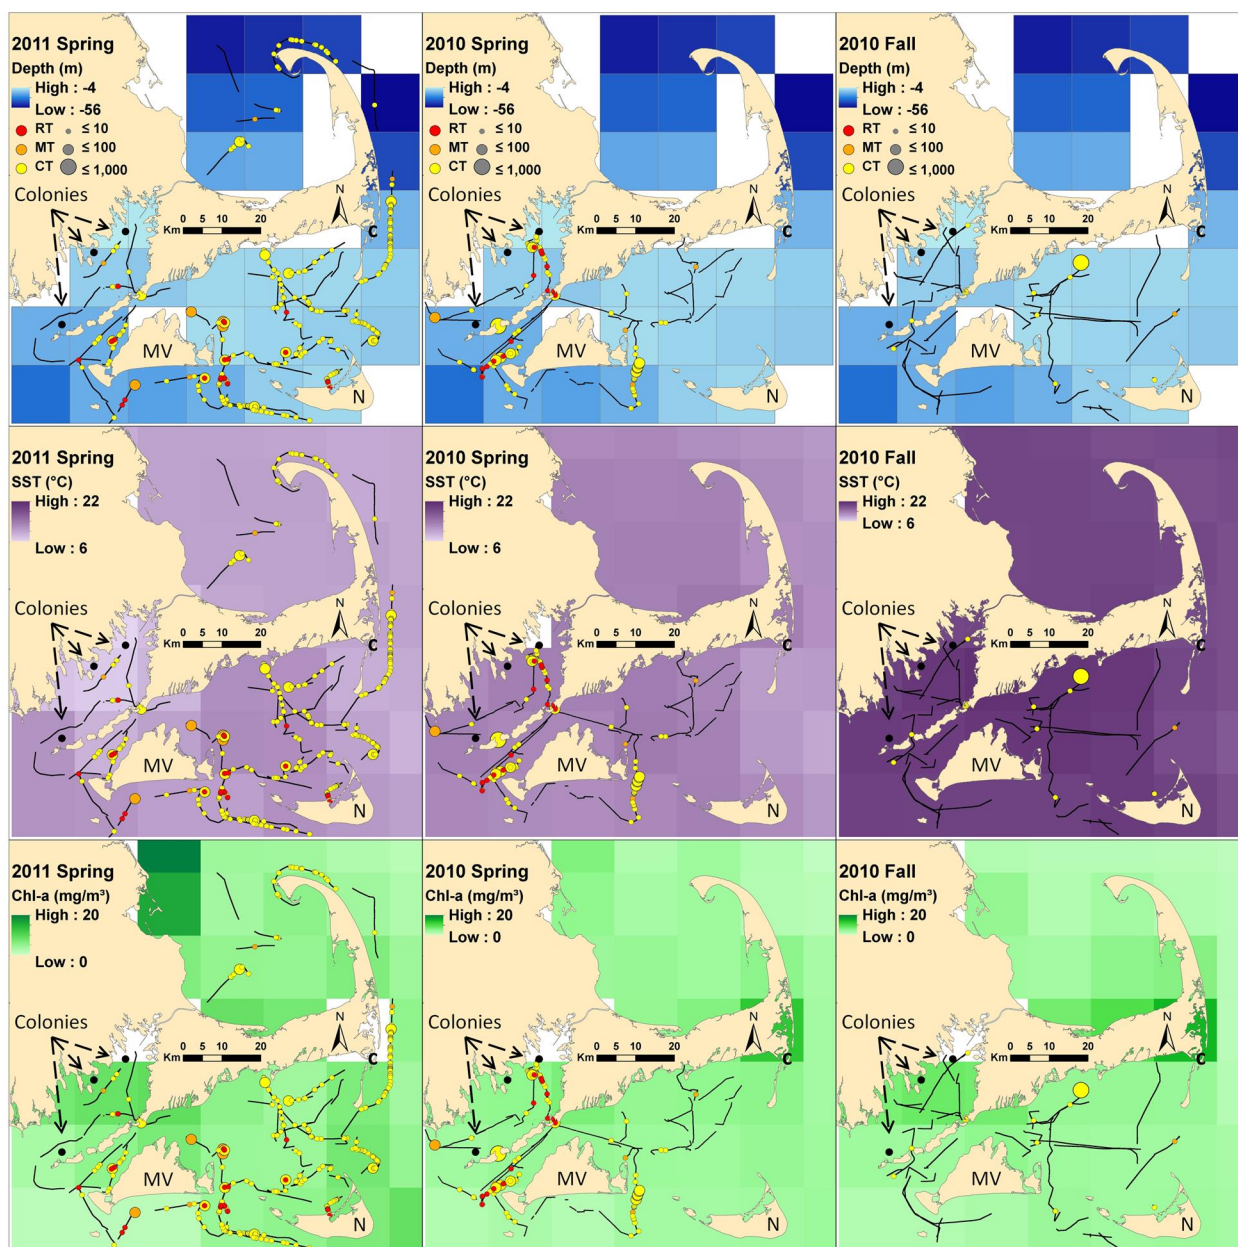 2011 Spring
Depth (m)
High : -4
Low : -56
RT ≤ 10
MT ≤ 100
CT ≤ 1,000
Colonies
N
0 5 10 20
Km
C
MV
N
2010 Spring
Depth (m)
High : -4
Low : -56
RT ≤ 10
MT ≤ 100
CT ≤ 1,000
Colonies
N
0 5 10 20
Km
C
MV
N
2010 Fall
Depth (m)
High : -4
Low : -56
RT ≤ 10
MT ≤ 100
CT ≤ 1,000
Colonies
N
0 5 10 20
Km
C
MV
N
2011 Spring
SST (°C)
High : 22
Low : 6
Colonies
N
0 5 10 20
Km
C
MV
N
2010 Spring
SST (°C)
High : 22
Low : 6
Colonies
N
0 5 10 20
Km
C
MV
N
2010 Fall
SST (°C)
High : 22
Low : 6
Colonies
N
0 5 10 20
Km
C
MV
N
2011 Spring
Chl-a (mg/m³)
High : 20
Low : 0
Colonies
N
0 5 10 20
Km
C
MV
N
2010 Spring
Chl-a (mg/m³)
High : 20
Low : 0
Colonies
N
0 5 10 20
Km
C
MV
N
2010 Fall
Chl-a (mg/m³)
High : 20
Low : 0
Colonies
N
0 5 10 20
Km
C
MV
N